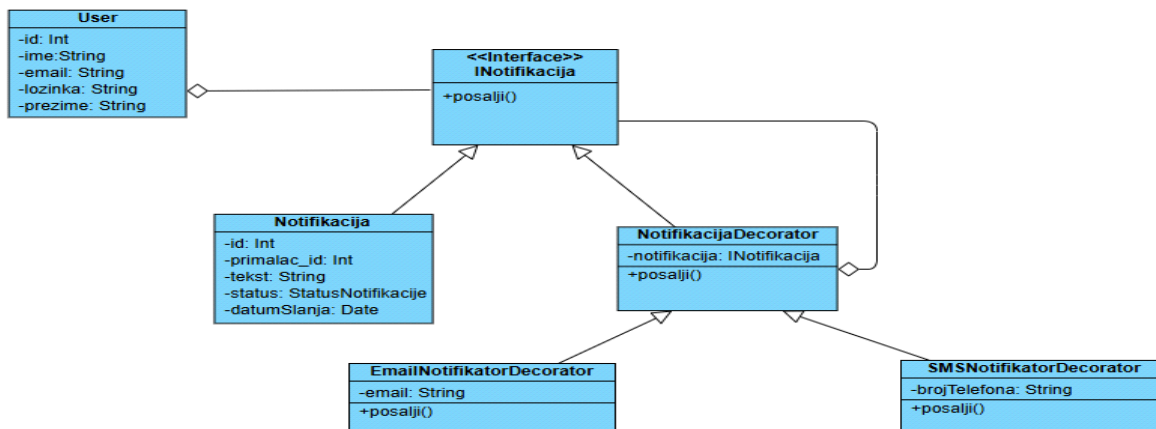 User
-id: Int
-ime:String
-email: String
-lozinka: String
-prezime: String
<<Interface>>
INotifikacija
+posalji()
Notifikacija
-id: Int
-primalac_id: Int
-tekst: String
-status: StatusNotifikacije
-datumSlanja: Date
NotifikacijaDecorator
-notifikacija: INotifikacija
+posalji()
EmailNotifikatorDecorator
-email: String
+posalji()
SMSNotifikatorDecorator
-brojTelefona: String
+posalji()